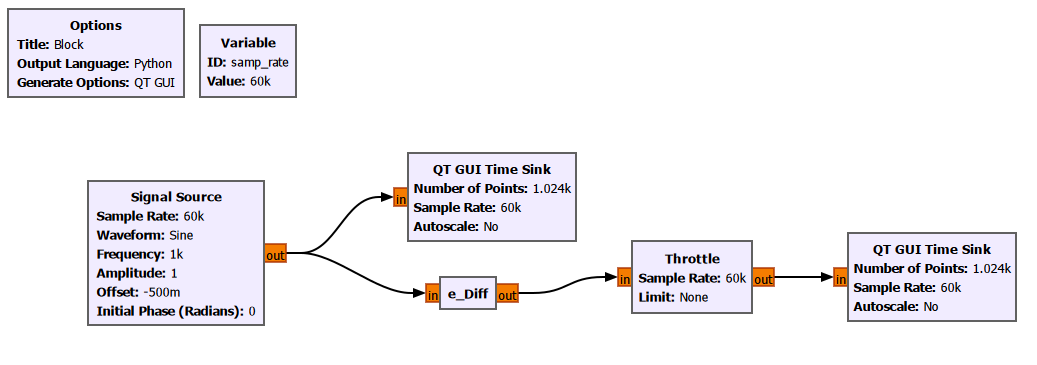 Options
Title: Block
Output Language: Python
Generate Options: QT GUI
Variable
ID: samp_rate
Value: 60k
Signal Source
Sample Rate: 60k
Waveform: Sine
Frequency: 1k
Amplitude: 1
Offset: -500m
Initial Phase (Radians): 0
out
in
QT GUI Time Sink
Number of Points: 1.024k
Sample Rate: 60k
Autoscale: No
in
e_Diff
out
in
Throttle
Sample Rate: 60k
Limit: None
out
in
QT GUI Time Sink
Number of Points: 1.024k
Sample Rate: 60k
Autoscale: No